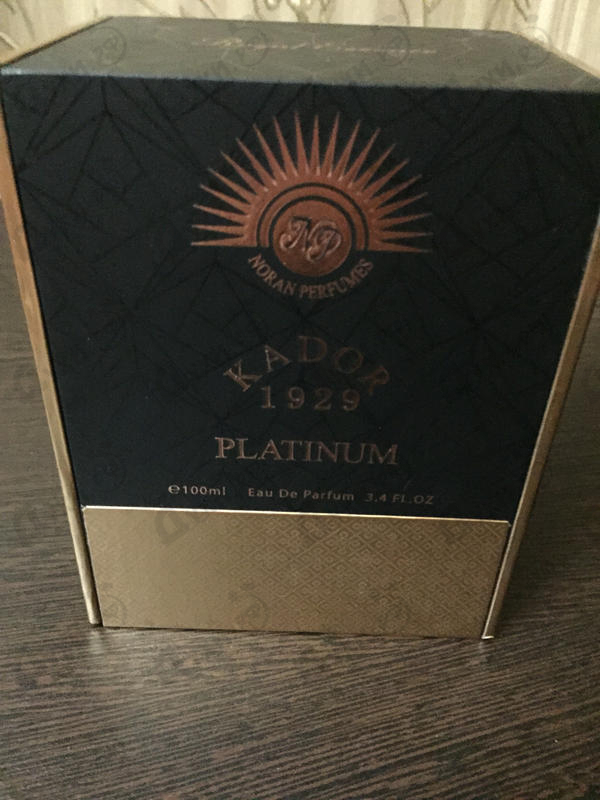 NP
NORAN PERFUMES
KADOR
1929
PLATINUM
℮100ml Eau De Parfum 3.4 FL.OZ